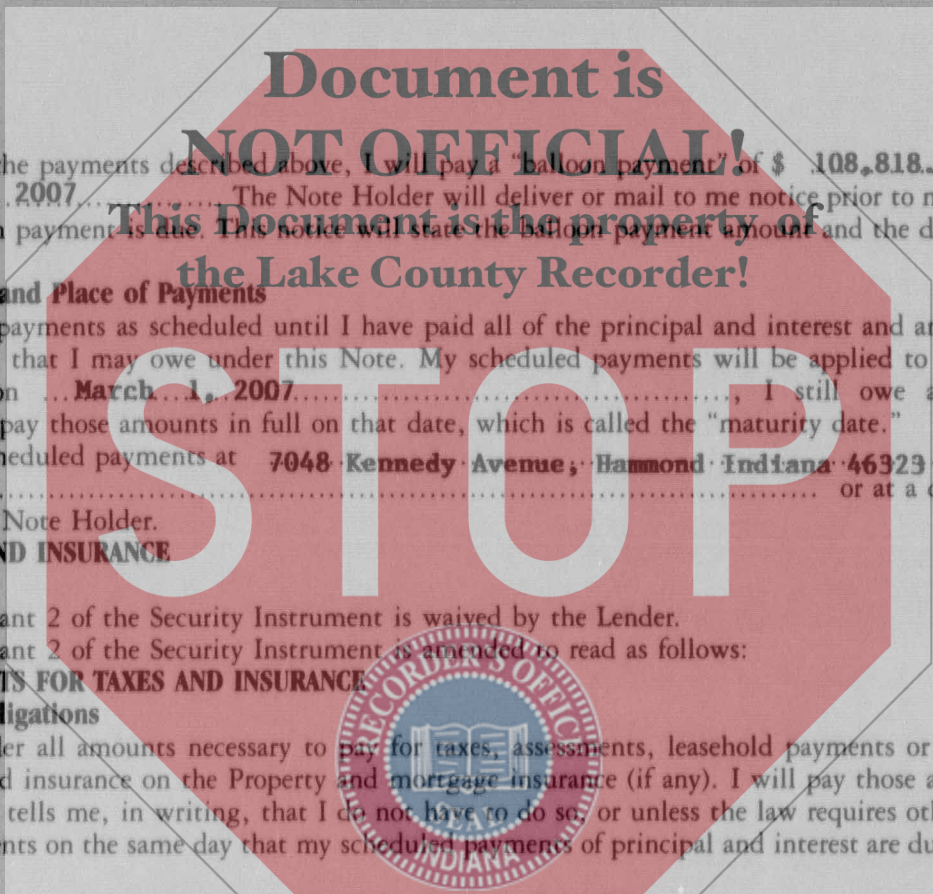 Document is
NOT OFFICIAL!
This Document is the property of
the Lake County Recorder!
STOP
he payments described above, I will pay a “balloon payment” of $ .108,818.
.2007. The Note Holder will deliver or mail to me notice prior to
payment is due. This notice will state the balloon payment amount and the d
and Place of Payments
payments as scheduled until I have paid all of the principal and interest and a
that I may owe under this Note. My scheduled payments will be applied to
on ...March 1, 2007..., I still owe a
pay those amounts in full on that date, which is called the “maturity date.”
heduled payments at 7048 Kennedy Avenue, Hammond Indiana 46323
or at a
Note Holder.
ND INSURANCE
ant 2 of the Security Instrument is waived by the Lender.
ant 2 of the Security Instrument is amended to read as follows:
TS FOR TAXES AND INSURANCE
ligations
er all amounts necessary to pay for taxes, assessments, leasehold payments or
d insurance on the Property and mortgage insurance (if any). I will pay those a
tells me, in writing, that I do not have to do so, or unless the law requires ot
nts on the same day that my scheduled payments of principal and interest are du
RECORDER'S OFFICE
SEAL
INDIANA